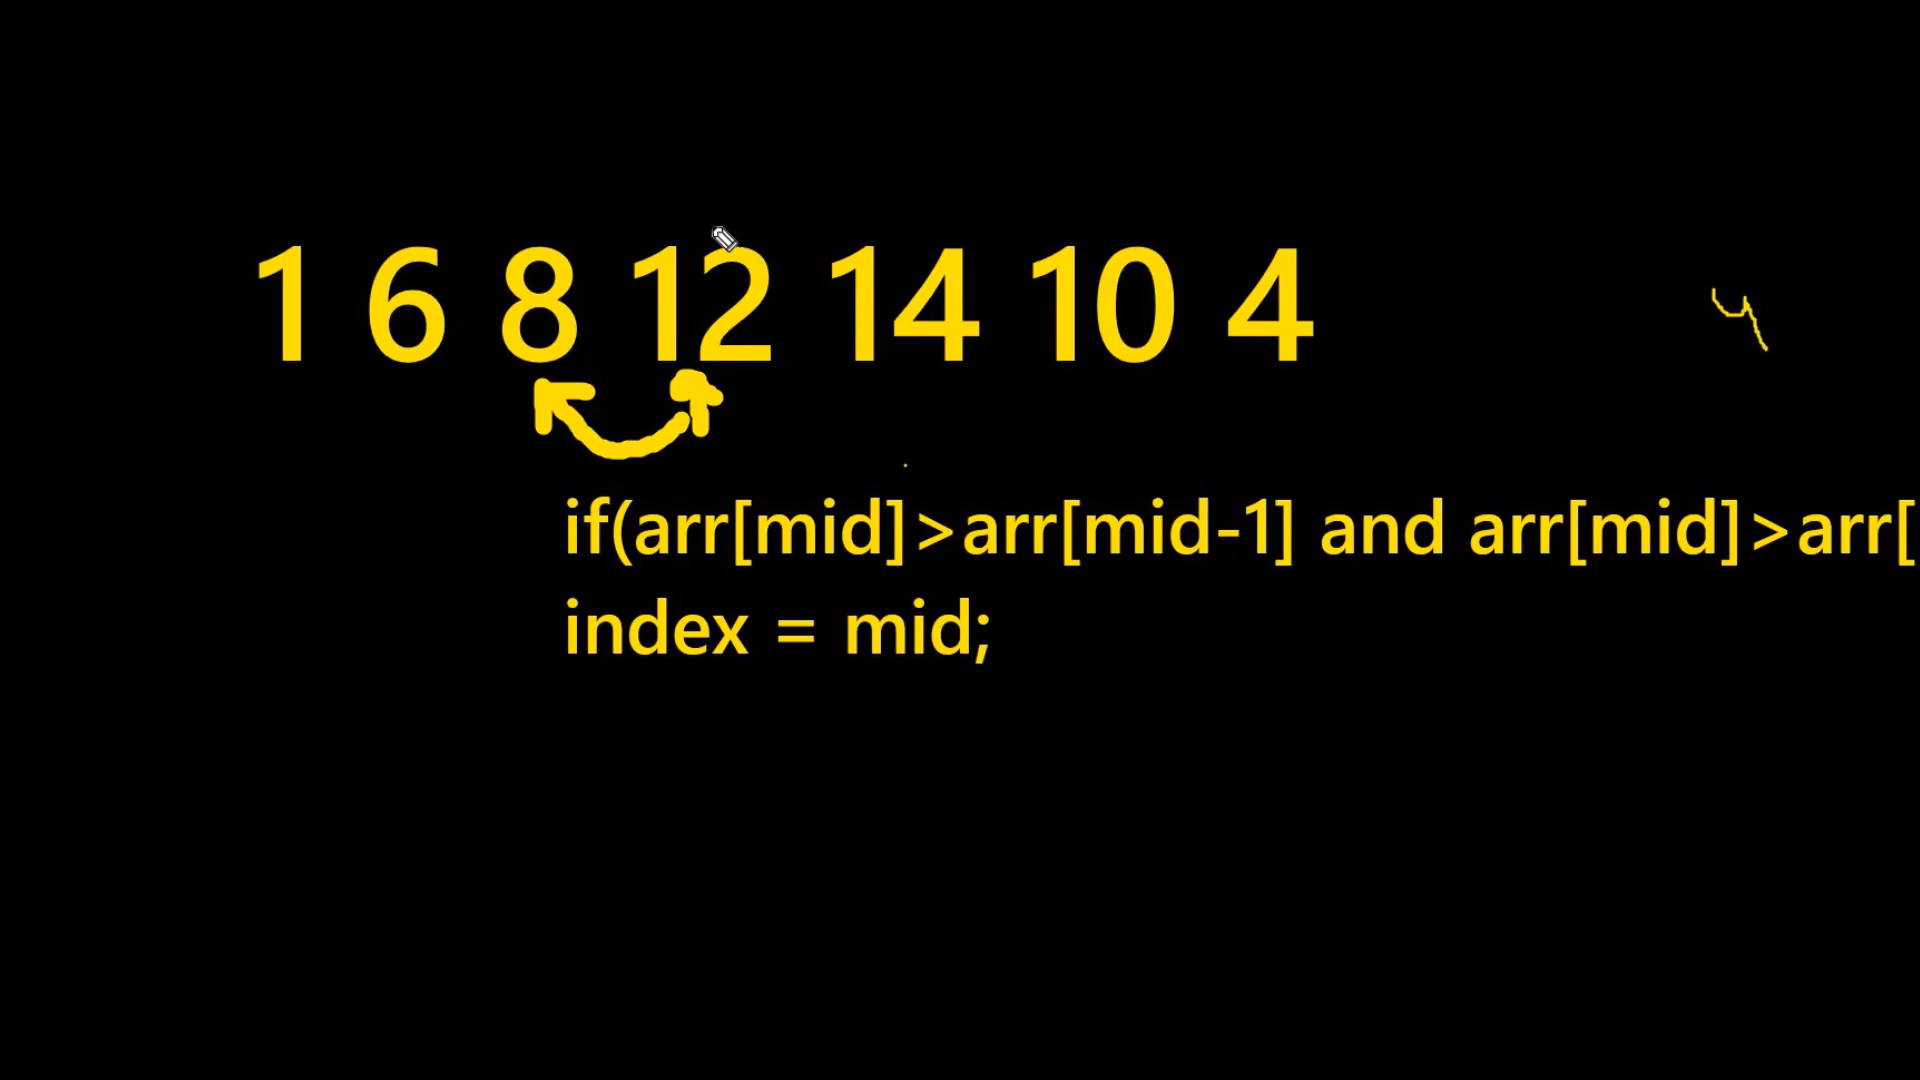 1 6 8 12 14 10 4
if(arr[mid]>arr[mid-1] and arr[mid]>arr[
index = mid;